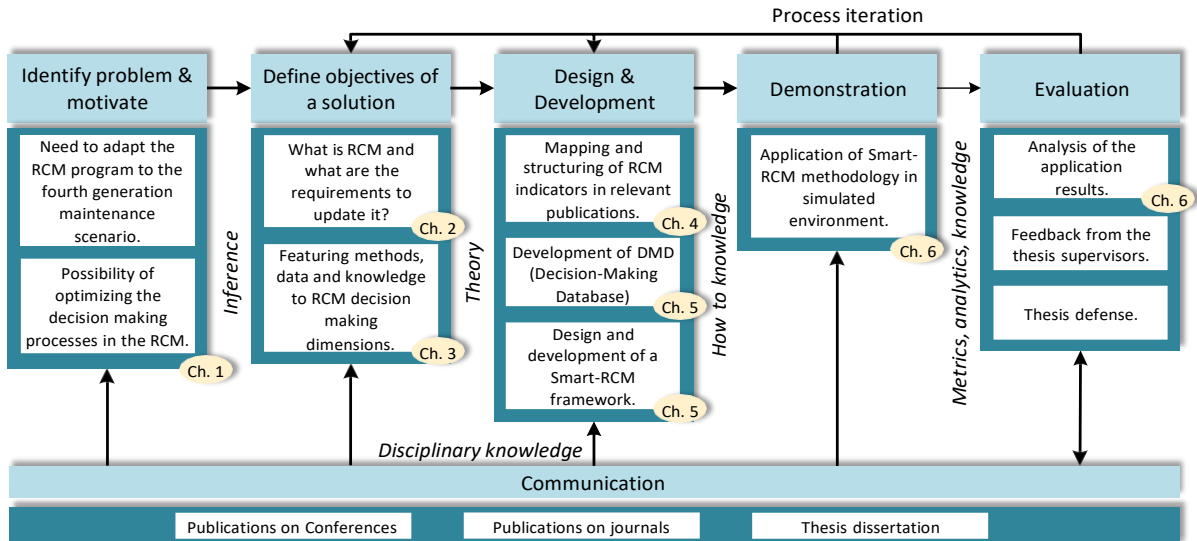 Process iteration
Identify problem &
motivate
Need to adapt the
RCM program to the
fourth generation
maintenance
scenario.
Possibility of
optimizing the
decision making
processes in the RCM.
Ch. 1
Inference
Define objectives of
a solution
What is RCM and
what are the
requirements to
update it?
Ch. 2
Featuring methods,
data and knowledge
to RCM decision
making
dimensions.
Ch. 3
Theory
Design &
Development
Mapping and
structuring of RCM
indicators in relevant
publications.
Ch. 4
Development of DMD
(Decision-Making
Database)
Ch. 5
Design and
development of a
Smart-RCM
framework.
Ch. 5
How to knowledge
Demonstration
Application of Smart-
RCM methodology in
simulated
environment.
Ch. 6
Metrics, analytics, knowledge
Evaluation
Analysis of the
application
results.
Ch. 6
Feedback from the
thesis supervisors.
Thesis defense.
Disciplinary knowledge
Communication
Publications on Conferences
Publications on journals
Thesis dissertation